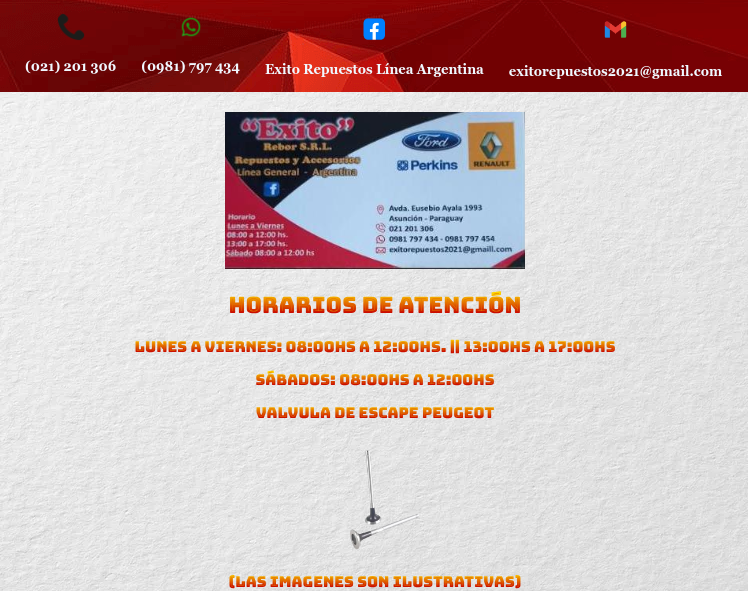 (021) 201 306
(0981) 797 434
Exito Repuestos Línea Argentina
exitorepuestos2021@gmail.com
"Exito"
Rebor S.R.L.
Repuestos y Accesorios
Línea General - Argentina
Ford
Perkins
RENAULT
Horario
Lunes a Viernes
08:00 a 12:00 hs.
13:00 a 17:00 hs.
Sábado 08:00 a 12:00 hs
Avda. Eusebio Ayala 1993
Asunción - Paraguay
021 201 306
0981 797 434 - 0981 797 454
exitorepuestos2021@gmaill.com
HORARIOS DE ATENCIÓN
LUNES A VIERNES: 08:00HS A 12:00HS. || 13:00HS A 17:00HS
SÁBADOS: 08:00HS A 12:00HS
VALVULA DE ESCAPE PEUGEOT
(LAS IMAGENES SON ILUSTRATIVAS)